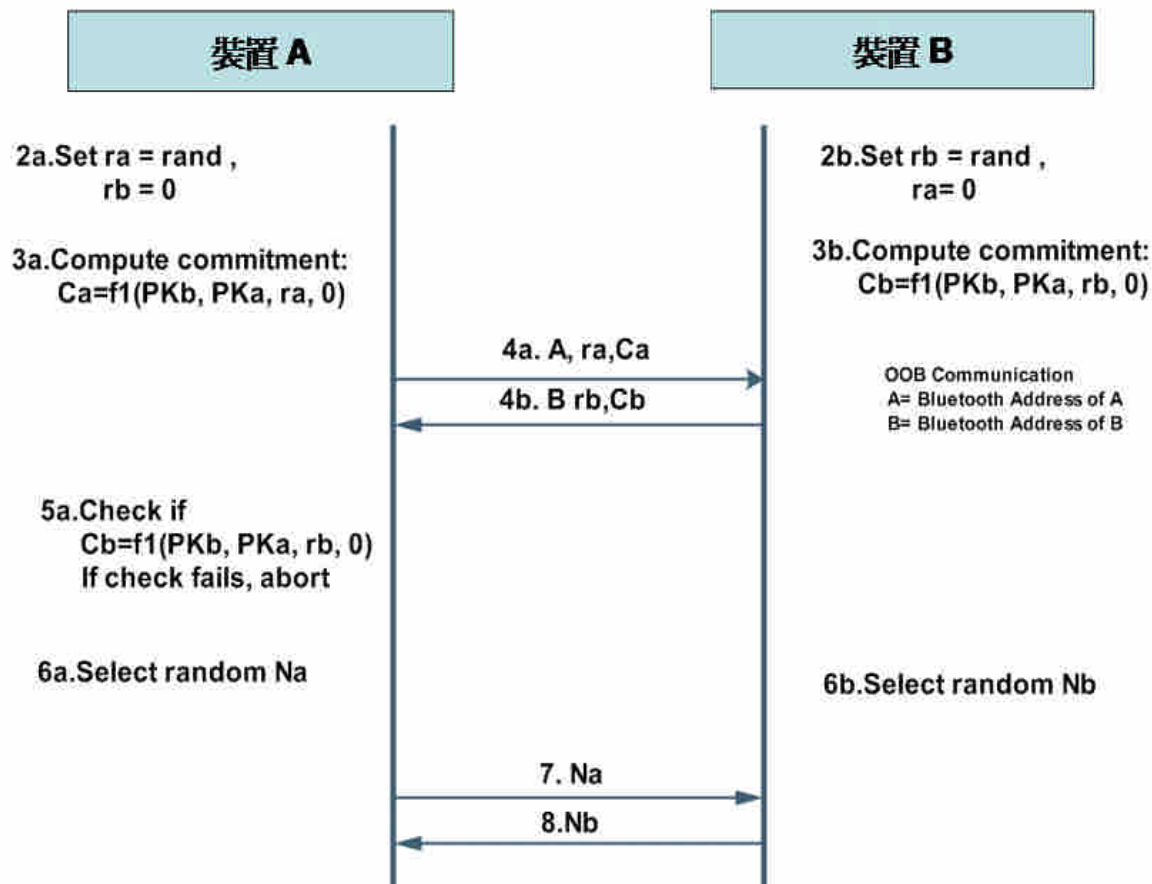 裝置 A
裝置 B
2a.Set ra = rand ,
rb = 0
2b.Set rb = rand ,
ra= 0
3a.Compute commitment:
Ca=f1(PKb, PKa, ra, 0)
3b.Compute commitment:
Cb=f1(PKb, PKa, rb, 0)
4a. A, ra,Ca
4b. B rb,Cb
OOB Communication
A= Bluetooth Address of A
B= Bluetooth Address of B
5a.Check if
Cb=f1(PKb, PKa, rb, 0)
If check fails, abort
6a.Select random Na
6b.Select random Nb
7. Na
8.Nb